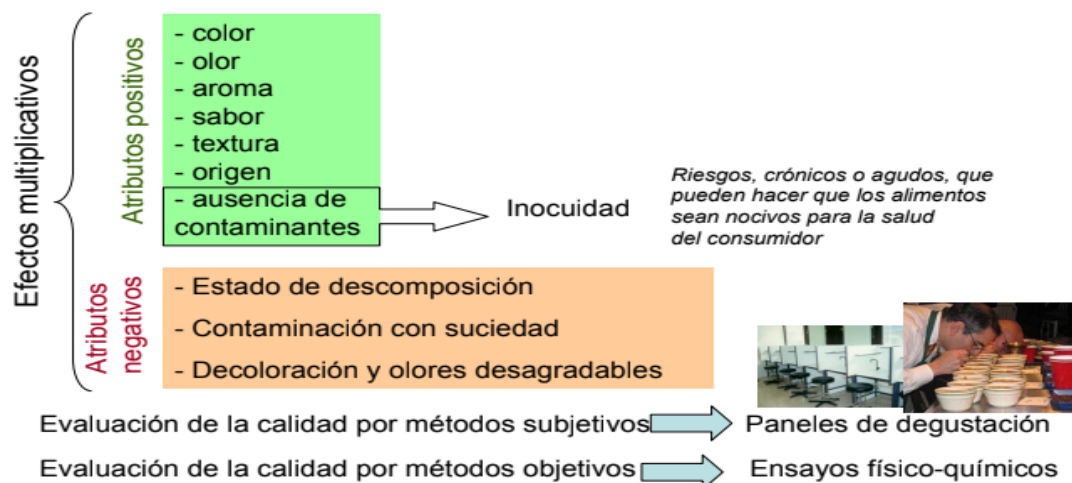 Efectos multiplicativos
Atributos positivos
- color
- olor
- aroma
- sabor
- textura
- origen
- ausencia de
contaminantes
Inocuidad
Riesgos, crónicos o agudos, que
pueden hacer que los alimentos
sean nocivos para la salud
del consumidor
Atributos
negativos
- Estado de descomposición
- Contaminación con suciedad
- Decoloración y olores desagradables
Evaluación de la calidad por métodos subjetivos
Paneles de degustación
Evaluación de la calidad por métodos objetivos
Ensayos físico-químicos